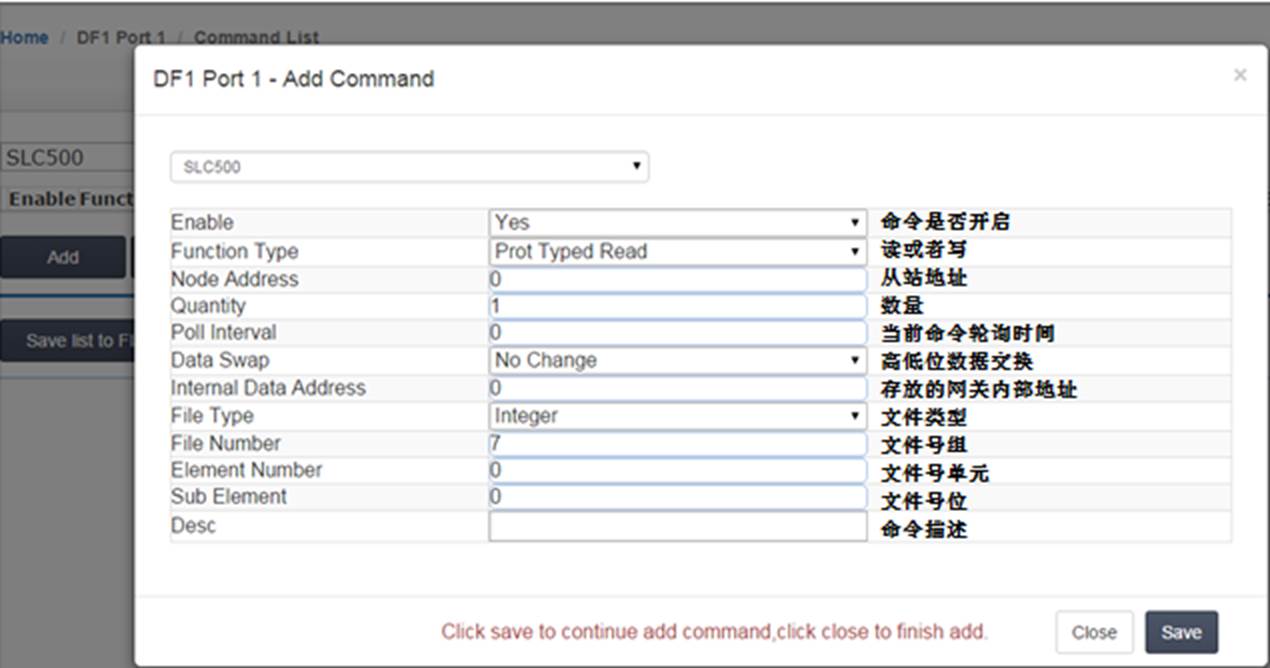 Home / DF1 Port 1 / Command List
DF1 Port 1 - Add Command ×
SLC500
SLC500
Enable Funct
Add
Save list to Fl
Enable Yes 命令是否开启
Function Type Prot Typed Read 读或者写
Node Address 0 从站地址
Quantity 1 数量
Poll Interval 0 当前命令轮询时间
Data Swap No Change 高低位数据交换
Internal Data Address 0 存放的网关内部地址
File Type Integer 文件类型
File Number 7 文件号组
Element Number 0 文件号单元
Sub Element 0 文件号位
Desc 命令描述
Click save to continue add command,click close to finish add.
Close
Save